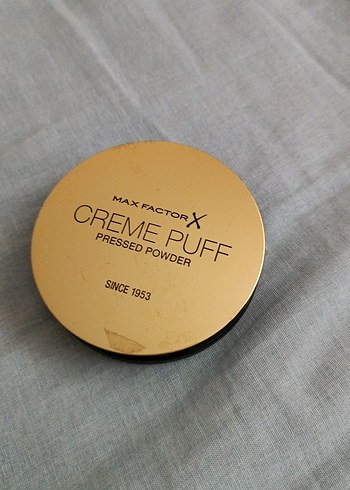 MAX FACTOR X
CREME PUFF
PRESSED POWDER
SINCE 1953